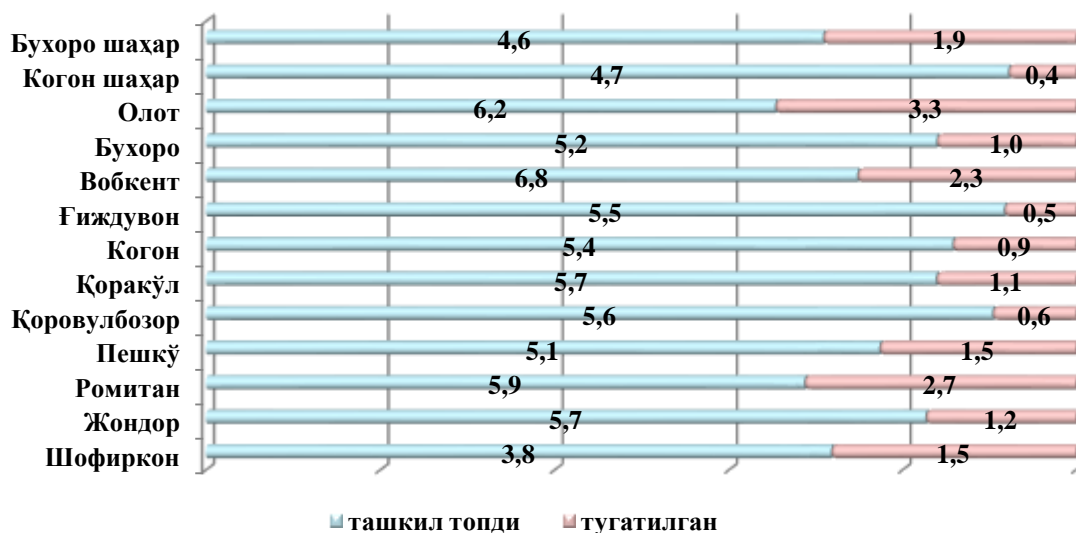 Бухоро шаҳар 4,6 1,9
Когон шаҳар 4,7 0,4
Олот 6,2 3,3
Бухоро 5,2 1,0
Вобкент 6,8 2,3
Ғиждувон 5,5 0,5
Когон 5,4 0,9
Қоракўл 5,7 1,1
Қоровулбозор 5,6 0,6
Пешкў 5,1 1,5
Ромитан 5,9 2,7
Жондор 5,7 1,2
Шофиркон 3,8 1,5
ташкил топди тугатилган